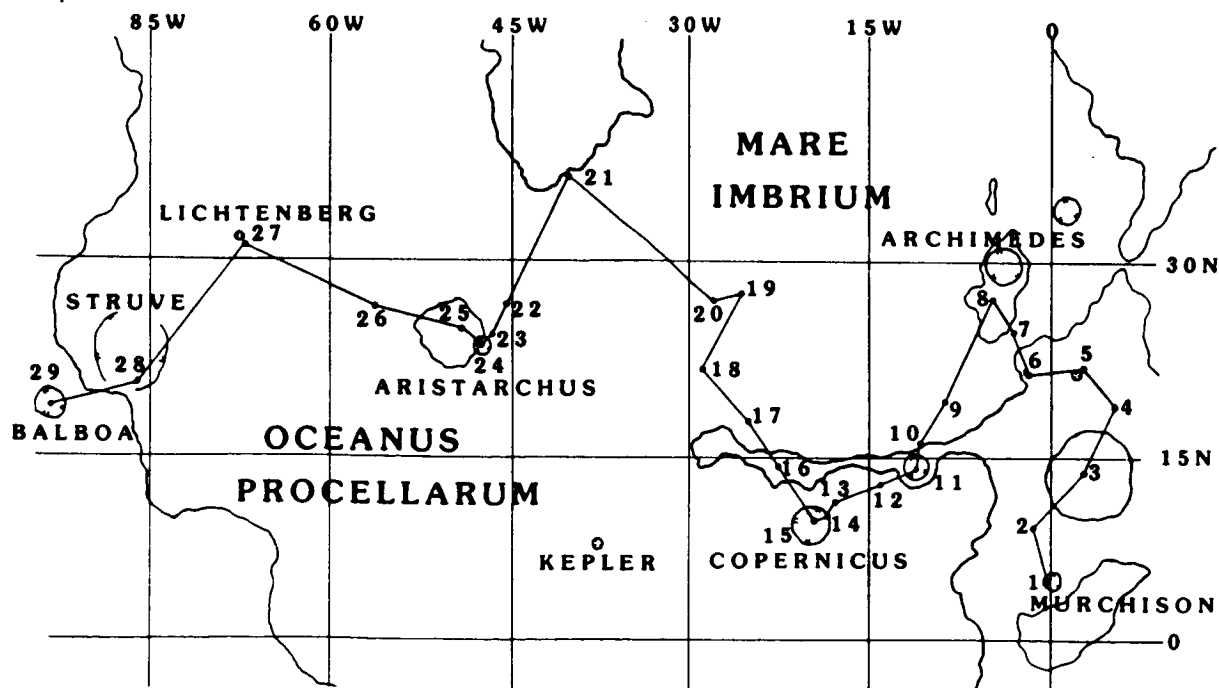 85W 60W 45W 30W 15W 0
MARE
IMBRIUM
21
LICHTENBERG
27
ARCHIMEDES
30N
STRUVE
8
19
20
25
22
26
7
23
24
6
5
29
28
ARISTARCHUS
18
4
BALBOA
17
9
OCEANUS
10
15N
16
11
3
PROCELLARUM
13
12
2
15
14
KEPLER
COPERNICUS
1
MURCHISON
0